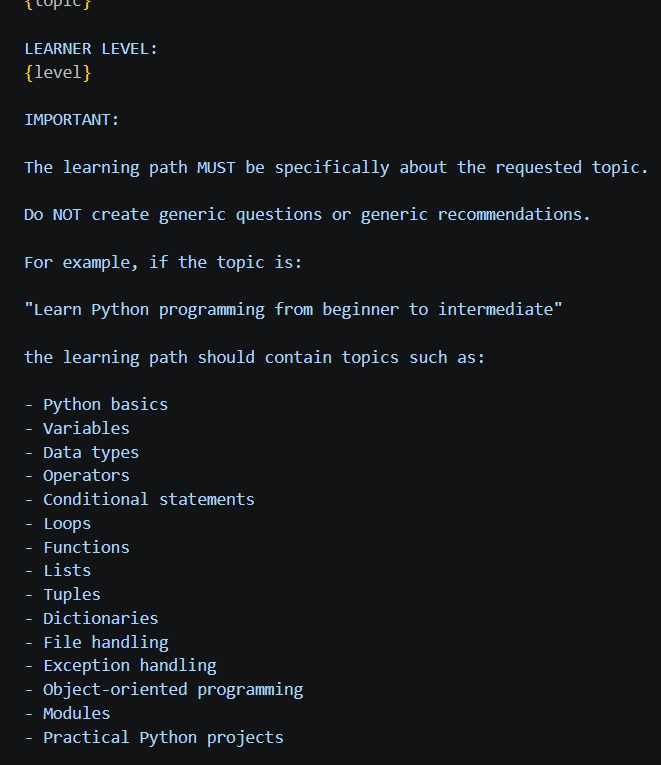 {topic}
LEARNER LEVEL:
{level}
IMPORTANT:
The learning path MUST be specifically about the requested topic.
Do NOT create generic questions or generic recommendations.
For example, if the topic is:
"Learn Python programming from beginner to intermediate"
the learning path should contain topics such as:
- Python basics
- Variables
- Data types
- Operators
- Conditional statements
- Loops
- Functions
- Lists
- Tuples
- Dictionaries
- File handling
- Exception handling
- Object-oriented programming
- Modules
- Practical Python projects